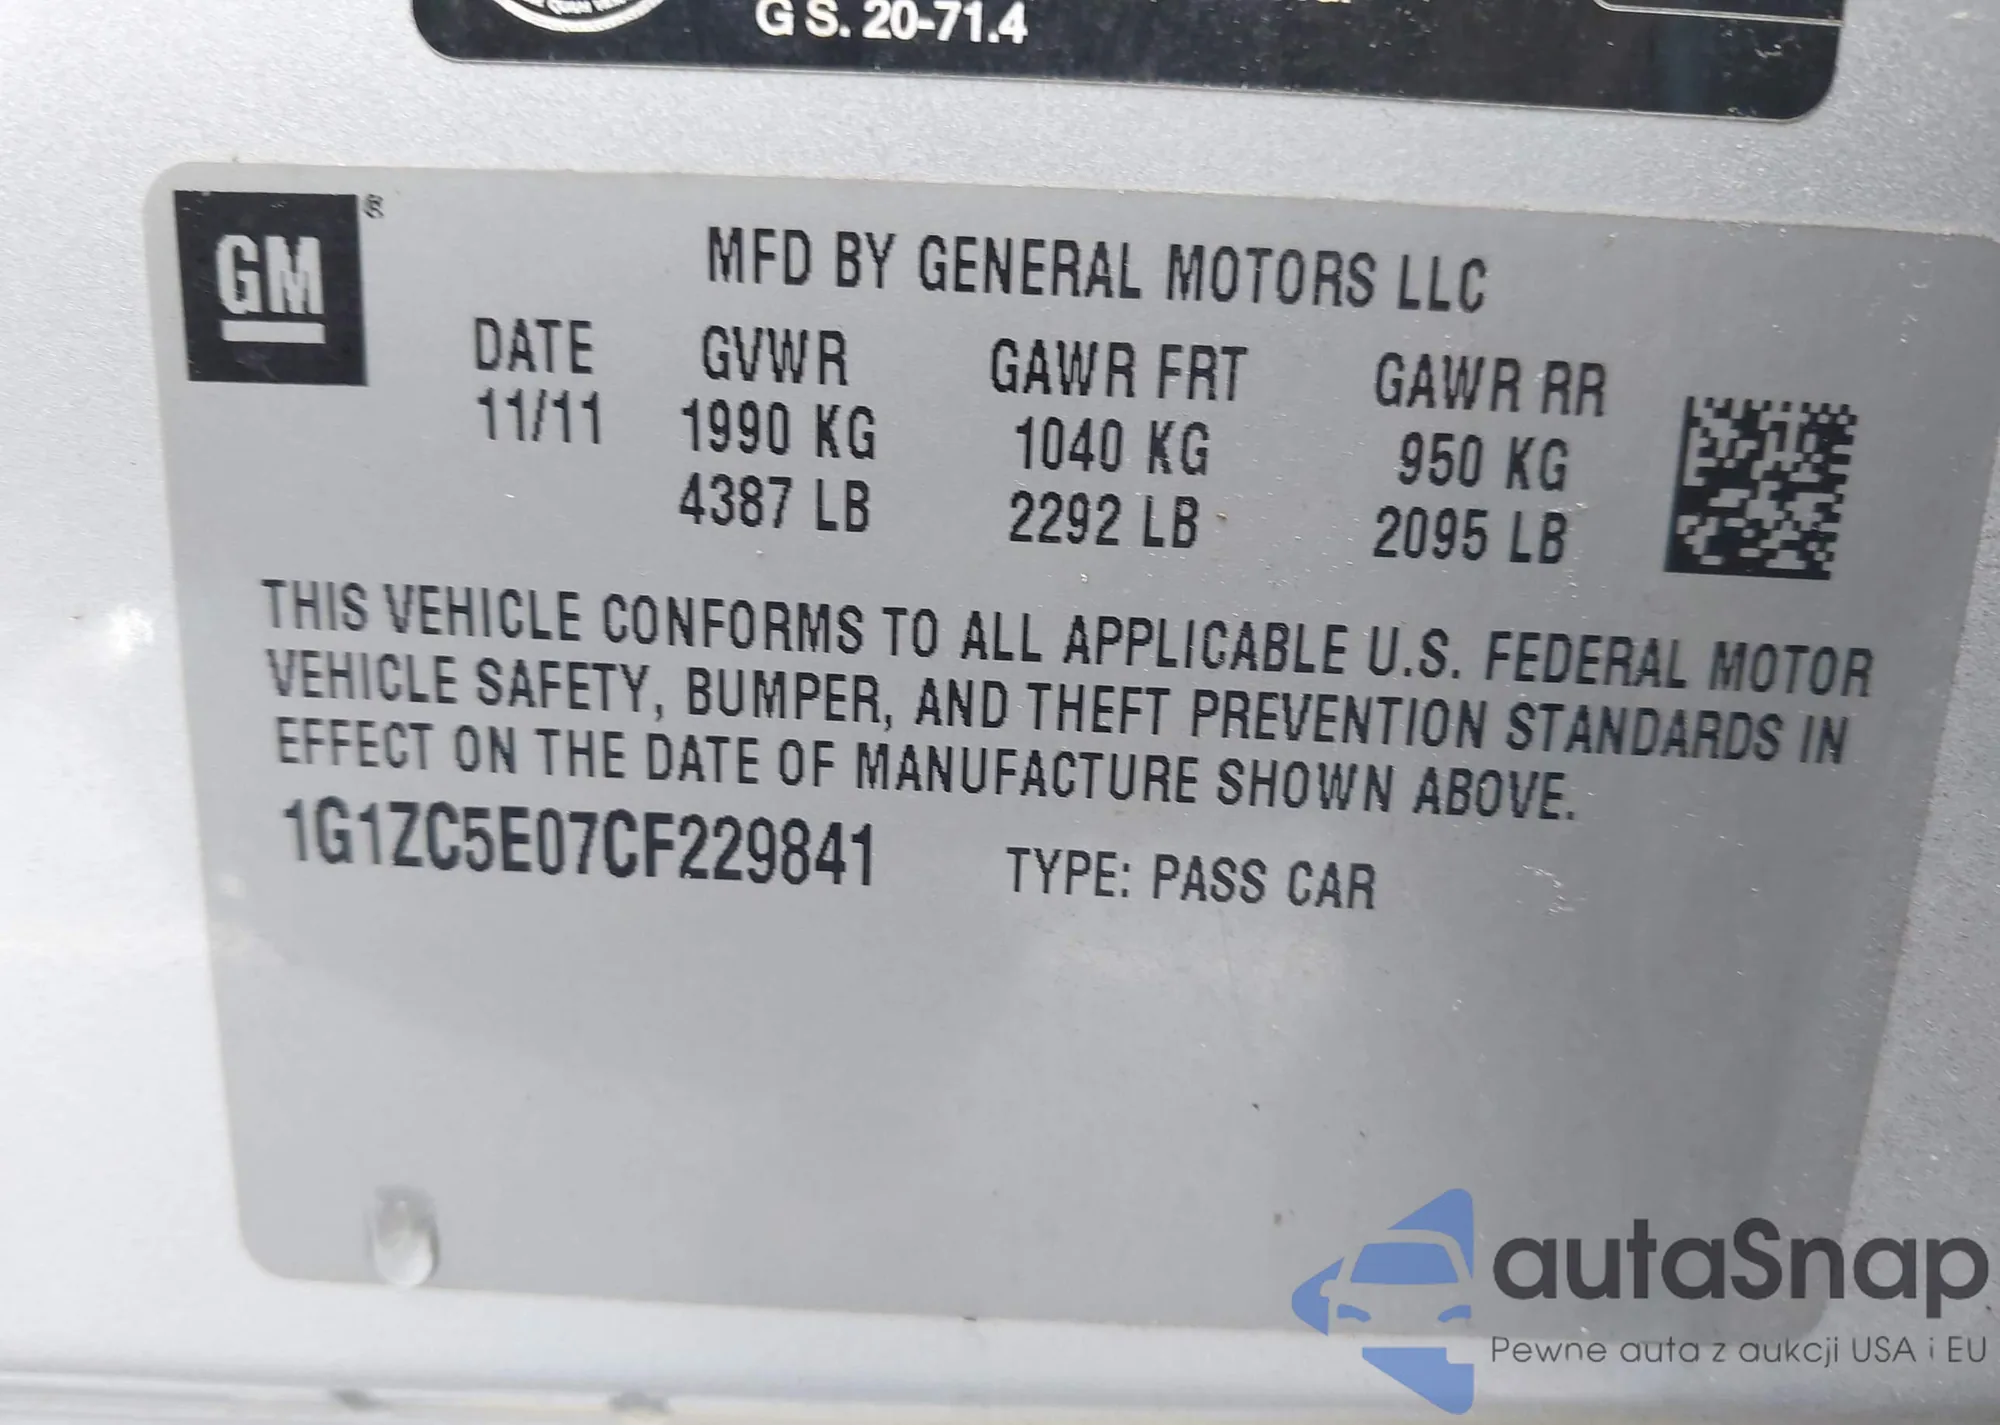 G S. 20-71.4
GM ®
MFD BY GENERAL MOTORS LLC
DATE GVWR GAWR FRT GAWR RR
11/11 1990 KG 1040 KG 950 KG
4387 LB 2292 LB 2095 LB
THIS VEHICLE CONFORMS TO ALL APPLICABLE U.S. FEDERAL MOTOR
VEHICLE SAFETY, BUMPER, AND THEFT PREVENTION STANDARDS IN
EFFECT ON THE DATE OF MANUFACTURE SHOWN ABOVE.
1G1ZC5E07CF229841 TYPE: PASS CAR
autaSnap
Pewne auta z aukcji USA i EU